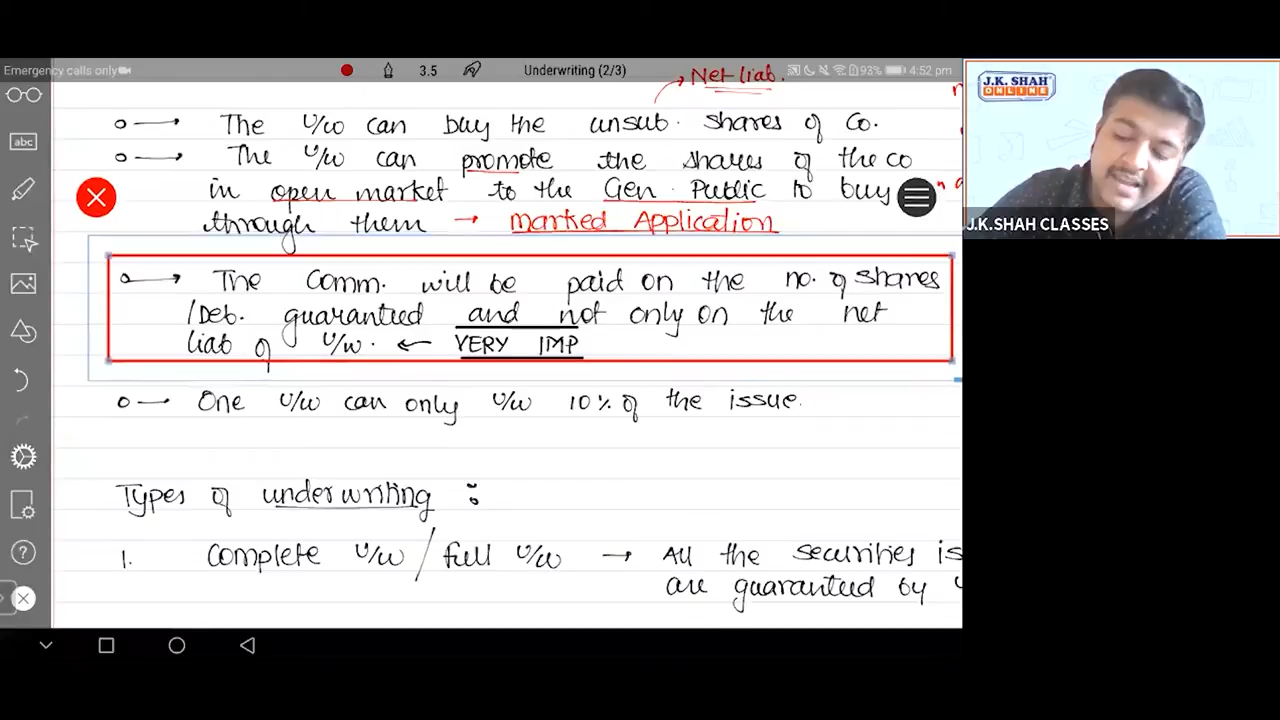 Emergency calls only
3.5
Underwriting (2/3)
93%
4:52 pm
Net liab.
The U/w can buy the unsub. shares of Co.
The U/w can promote the shares of the co
in open market to the Gen. Public to buy
through them → Marked Application
The Comm. will be paid on the no. of shares
/Deb. guarantied and not only on the net
liab of U/w. ← VERY IMP
One U/w can only U/w 10% of the issue.
Types of underwriting :
1. Complete U/w / full U/w → All the securities is
are guaranteed by
abc
J.K. SHAH
ONLINE
J.K.SHAH CLASSES